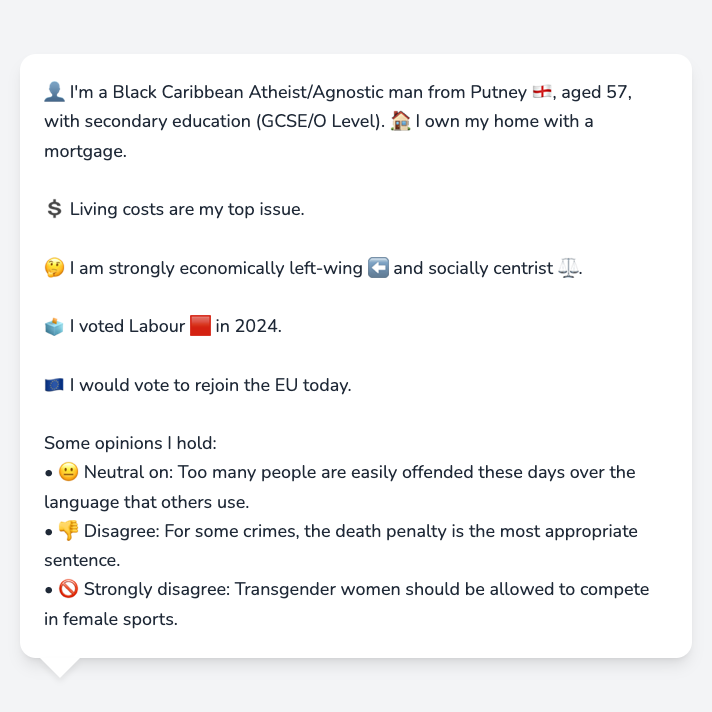 👤 I'm a Black Caribbean Atheist/Agnostic man from Putney 🏴󠁧󠁢󠁥󠁮󠁧󠁿, aged 57,
with secondary education (GCSE/O Level). 🏠 I own my home with a
mortgage.
💲 Living costs are my top issue.
🤔 I am strongly economically left-wing ⬅️ and socially centrist ⚖️.
🗳️ I voted Labour 🟥 in 2024.
🇪🇺 I would vote to rejoin the EU today.
Some opinions I hold:
• 😐 Neutral on: Too many people are easily offended these days over the
language that others use.
• 👎 Disagree: For some crimes, the death penalty is the most appropriate
sentence.
• 🚫 Strongly disagree: Transgender women should be allowed to compete
in female sports.